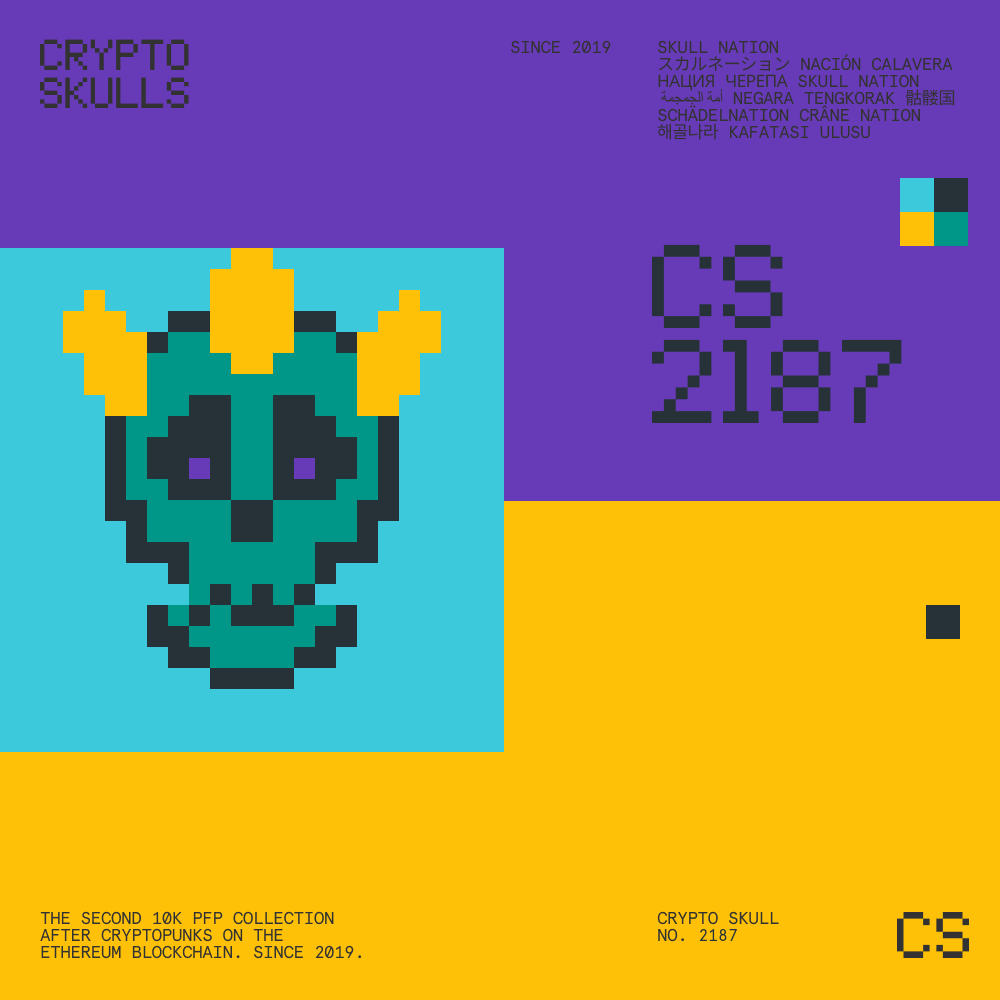 CRYPTO
SKULLS
SINCE 2019
SKULL NATION
スカルネーション NACIÓN CALAVERA
НАЦИЯ ЧЕРЕПА SKULL NATION
أمة الجمجمة NEGARA TENGKORAK 骷髅国
SCHÄDELNATION CRÂNE NATION
해골나라 KAFATASI ULUSU
CS
2187
THE SECOND 10K PFP COLLECTION
AFTER CRYPTOPUNKS ON THE
ETHEREUM BLOCKCHAIN. SINCE 2019.
CRYPTO SKULL
NO. 2187
CS